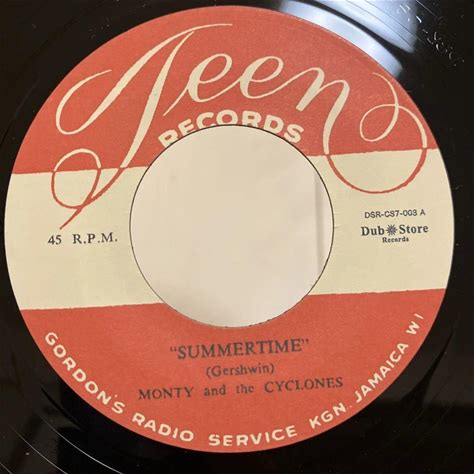 Teen
RECORDS
DSR-CS7-003 A
45 R.P.M.
Dub Store
Records
"SUMMERTIME"
(Gershwin)
MONTY and the CYCLONES
GORDON'S RADIO SERVICE KGN. JAMAICA WI